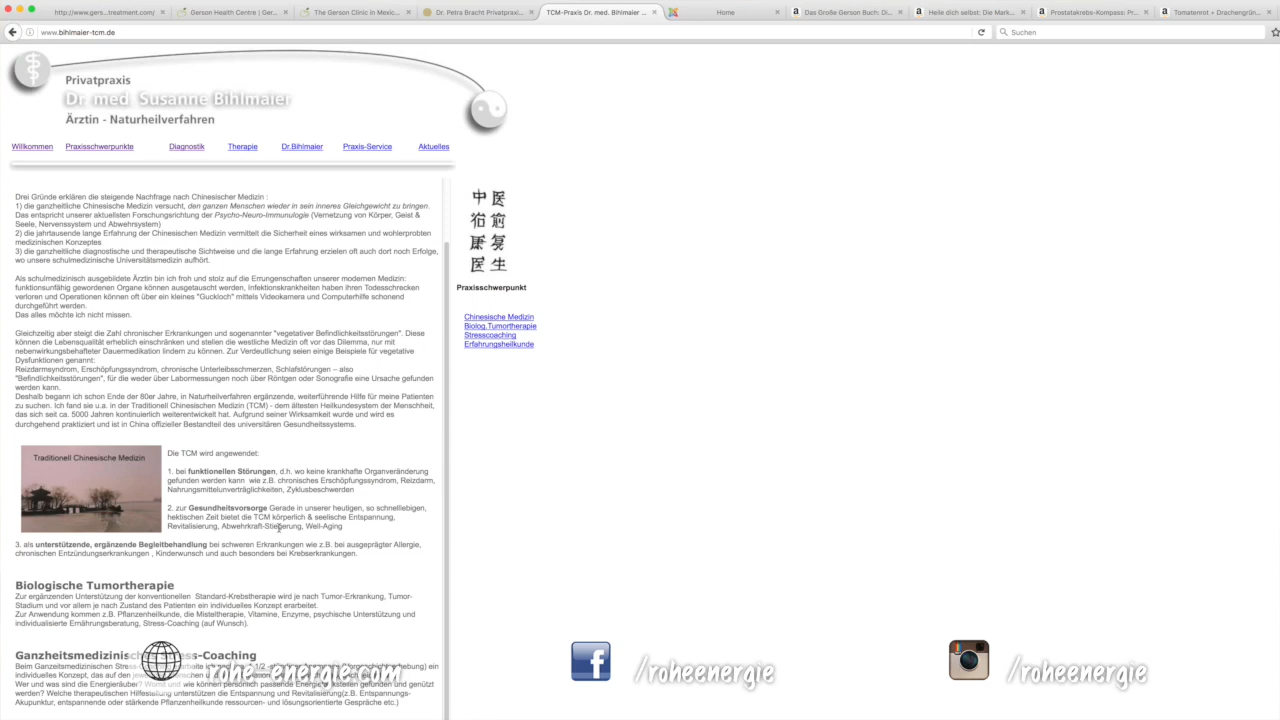 http://www.gers...treatment.com/
Gerson Health Centre | Ger...
The Gerson Clinic in Mexic...
Dr. Petra Bracht Privatpraxi...
TCM-Praxis Dr. med. Bihlmaier ...
Home
Das Große Gerson Buch: Di...
Heile dich selbst: Die Mark...
Prostatakrebs-Kompass: Pr...
Tomatenrot + Drachengrün...
www.bihlmaier-tcm.de
Suchen
Privatpraxis
Dr. med. Susanne Bihlmaier
Ärztin - Naturheilverfahren
Willkommen Praxisschwerpunkte Diagnostik Therapie Dr.Bihlmaier Praxis-Service Aktuelles
Drei Gründe erklären die steigende Nachfrage nach Chinesischer Medizin :
1) die ganzheitliche Chinesische Medizin versucht, den ganzen Menschen wieder in sein inneres Gleichgewicht zu bringen.
Das entspricht unserer aktuellsten Forschungsrichtung der Psycho-Neuro-Immunulogie (Vernetzung von Körper, Geist &
Seele, Nervenssystem und Abwehrsystem)
2) die jahrtausende lange Erfahrung der Chinesischen Medizin vermittelt die Sicherheit eines wirksamen und wohlerprobten
medizinischen Konzeptes
3) die ganzheitliche diagnostische und therapeutische Sichtweise und die lange Erfahrung erzielen oft auch dort noch Erfolge,
wo unsere schulmedizinische Universitätsmedizin aufhört.
Als schulmedizinisch ausgebildete Ärztin bin ich froh und stolz auf die Errungenschaften unserer modernen Medizin:
funktionsunfähig gewordenen Organe können ausgetauscht werden, Infektionskrankheiten haben ihren Todesschrecken
verloren und Operationen können oft über ein kleines "Guckloch" mittels Videokamera und Computerhilfe schonend
durchgeführt werden.
Das alles möchte ich nicht missen.
Gleichzeitig aber steigt die Zahl chronischer Erkrankungen und sogenannter "vegetativer Befindlichkeitsstörungen". Diese
können die Lebensqualität erheblich einschränken und stellen die westliche Medizin oft vor das Dilemma, nur mit
nebenwirkungsbehafteter Dauermedikation lindern zu können. Zur Verdeutlichung seien einige Beispiele für vegetative
Dysfunktionen genannt:
Reizdarmsyndrom, Erschöpfungssyndrom, chronische Unterleibsschmerzen, Schlafstörungen – also
"Befindlichkeitsstörungen", für die weder über Labormessungen noch über Röntgen oder Sonografie eine Ursache gefunden
werden kann.
Deshalb begann ich schon Ende der 80er Jahre, in Naturheilverfahren ergänzende, weiterführende Hilfe für meine Patienten
zu suchen. Ich fand sie u.a. in der Traditionell Chinesischen Medizin (TCM) - dem ältesten Heilkundesystem der Menschheit,
das sich seit ca. 5000 Jahren kontinuierlich weiterentwickelt hat. Aufgrund seiner Wirksamkeit wurde und wird es
durchgehend praktiziert und ist in China offizieller Bestandteil des universitären Gesundheitssystems.
Traditionell Chinesische Medizin
Die TCM wird angewendet:
1. bei funktionellen Störungen, d.h. wo keine krankhafte Organveränderung
gefunden werden kann wie z.B. chronisches Erschöpfungssyndrom, Reizdarm,
Nahrungsmittelunverträglichkeiten, Zyklusbeschwerden
2. zur Gesundheitsvorsorge Gerade in unserer heutigen, so schnelllebigen,
hektischen Zeit bietet die TCM körperlich & seelische Entspannung,
Revitalisierung, Abwehrkraft-Stiegerung, Well-Aging
3. als unterstützende, ergänzende Begleitbehandlung bei schweren Erkrankungen wie z.B. bei ausgeprägter Allergie,
chronischen Entzündungserkrankungen , Kinderwunsch und auch besonders bei Krebserkrankungen.
Biologische Tumortherapie
Zur ergänzenden Unterstützung der konventionellen Standard-Krebstherapie wird je nach Tumor-Erkrankung, Tumor-
Stadium und vor allem je nach Zustand des Patienten ein individuelles Konzept erarbeitet.
Zur Anwendung kommen z.B. Pflanzenheilkunde, die Misteltherapie, Vitamine, Enzyme, psychische Unterstützung und
individualisierte Ernährungsberatung, Stress-Coaching (auf Wunsch).
Ganzheitsmedizinisches Stress-Coaching
Beim Ganzheitsmedizinischen
individuelles Konzept, das auf den
Wer und was sind die Energieräuber? Womit und wie können persönlich passende Energie gefunden und genützt
werden? Welche therapeutischen Hilfestellung unterstützen die Entspannung und Revitalisierung(z.B. Entspannungs-
Akupunktur, entspannende oder stärkende Pflanzenheilkunde ressourcen- und lösungsorientierte Gespräche etc.)
中 医
治 愈
康 复
医 生
Praxisschwerpunkt
Chinesische Medizin
Biolog.Tumortherapie
Stresscoaching
Erfahrungsheilkunde
rohe-energie.com
/roheenergie
/roheenergie